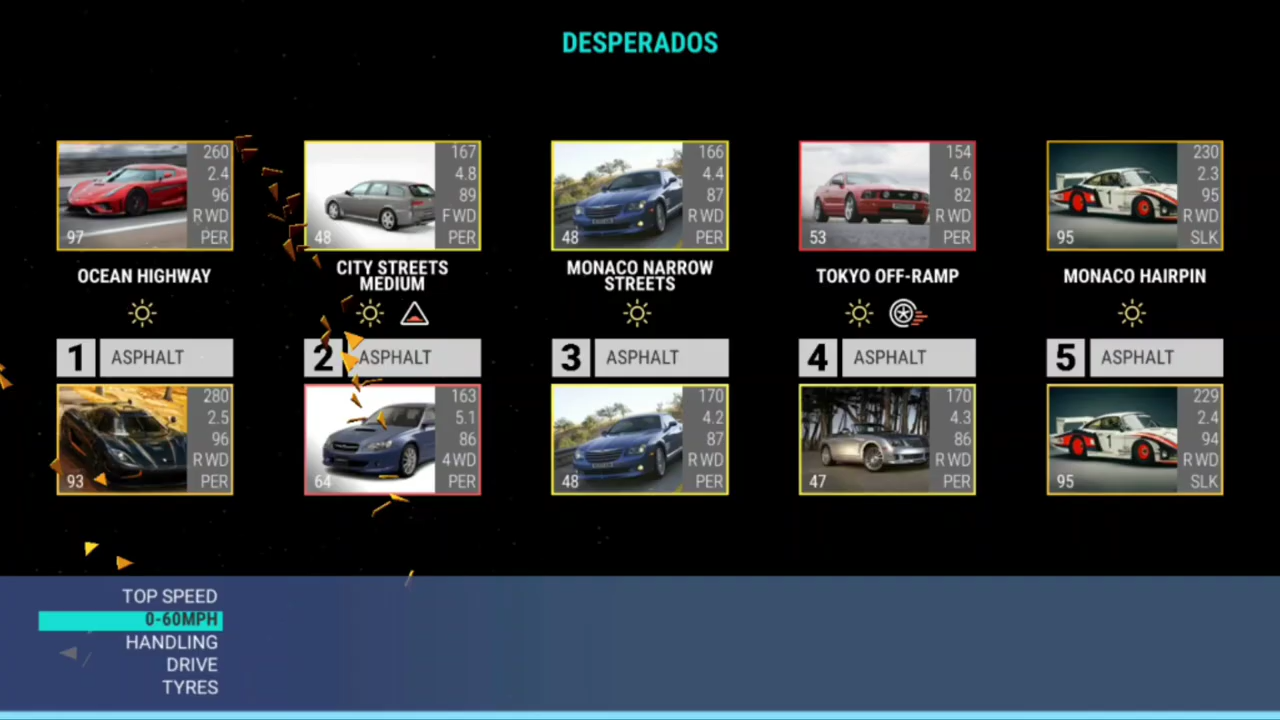 DESPERADOS
260
2.4
96
RWD
97 PER
167
4.8
89
FWD
48 PER
166
4.4
87
RWD
48 PER
154
4.6
82
RWD
53 PER
230
2.3
95
RWD
95 SLK
OCEAN HIGHWAY
CITY STREETS
MEDIUM
MONACO NARROW
STREETS
TOKYO OFF-RAMP
MONACO HAIRPIN
1 ASPHALT
2 ASPHALT
3 ASPHALT
4 ASPHALT
5 ASPHALT
280
2.5
96
RWD
93 PER
163
5.1
86
4WD
64 PER
170
4.2
87
RWD
48 PER
170
4.3
86
RWD
47 PER
229
2.4
94
RWD
95 SLK
TOP SPEED
0-60MPH
HANDLING
DRIVE
TYRES